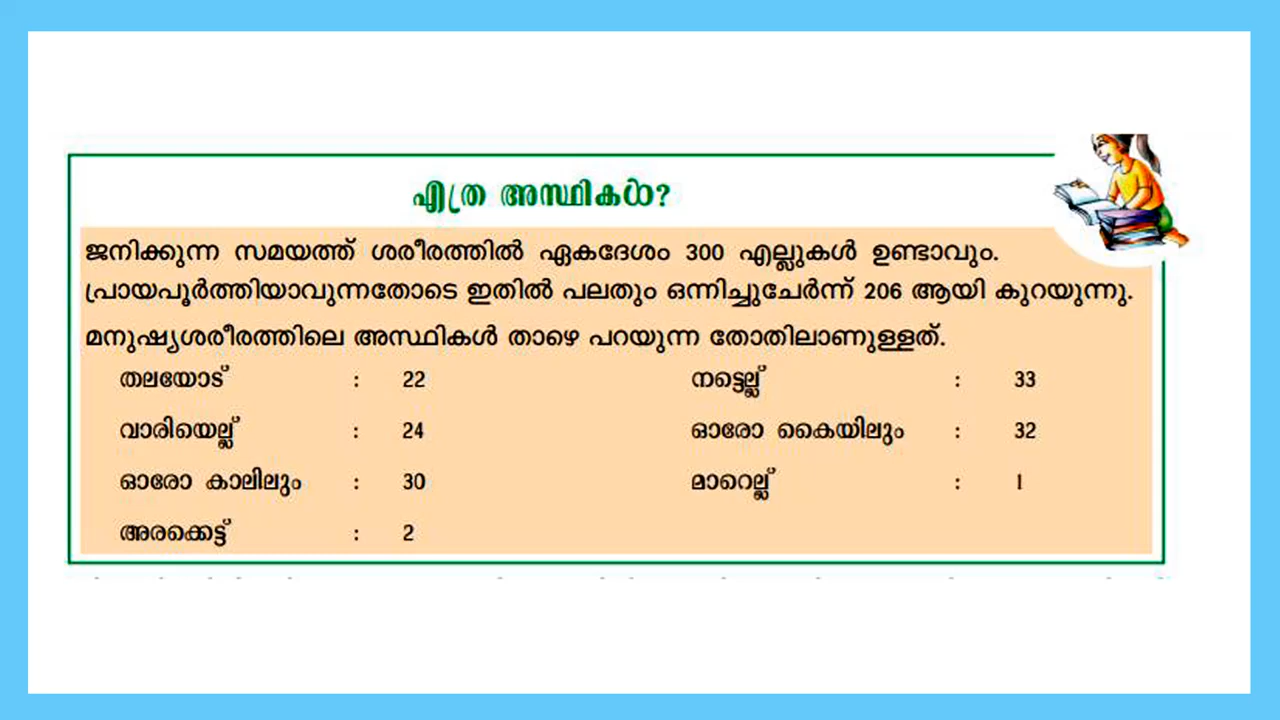 എത്ര അസ്ഥികൾ?
ജനിക്കുന്ന സമയത്ത് ശരീരത്തിൽ ഏകദേശം 300 എല്ലുകൾ ഉണ്ടാവും.
പ്രായപൂർത്തിയാവുന്നതോടെ ഇതിൽ പലതും ഒന്നിച്ചുചേർന്ന് 206 ആയി കുറയുന്നു.
മനുഷ്യശരീരത്തിലെ അസ്ഥികൾ താഴെ പറയുന്ന തോതിലാണുള്ളത്.
തലയോട് : 22 നട്ടെല്ല് : 33
വാരിയെല്ല് : 24 ഓരോ കൈയിലും : 32
ഓരോ കാലിലും : 30 മാറെല്ല് : 1
അരക്കെട്ട് : 2